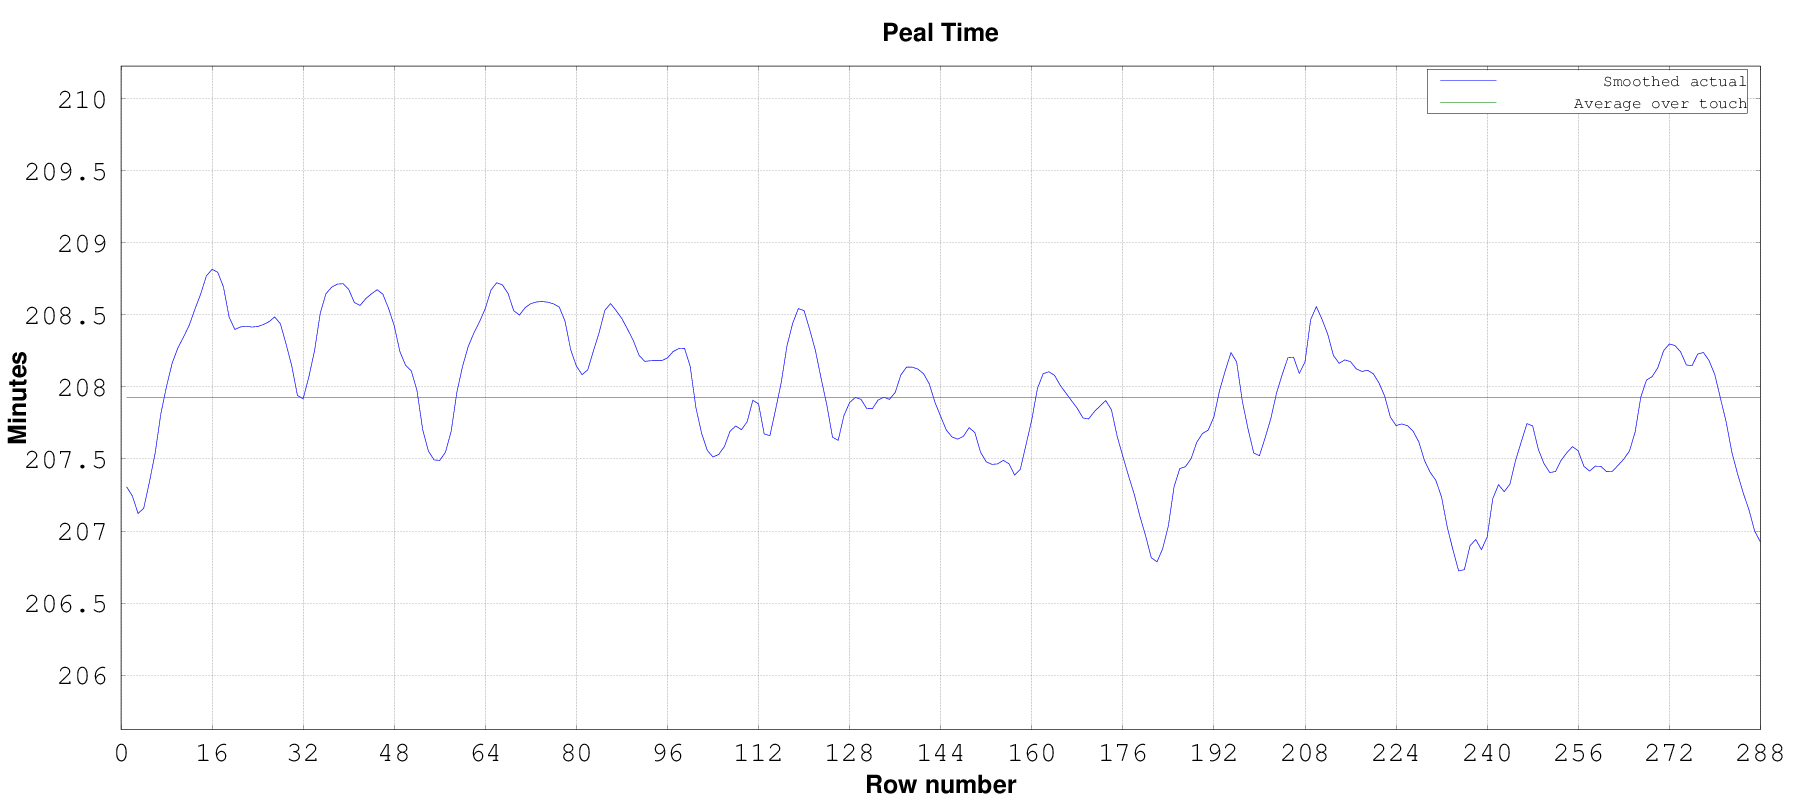 Peal Time
Smoothed actual
Average over touch
210
209.5
209
208.5
208
207.5
207
206.5
206
Minutes
0 16 32 48 64 80 96 112 128 144 160 176 192 208 224 240 256 272 288
Row number